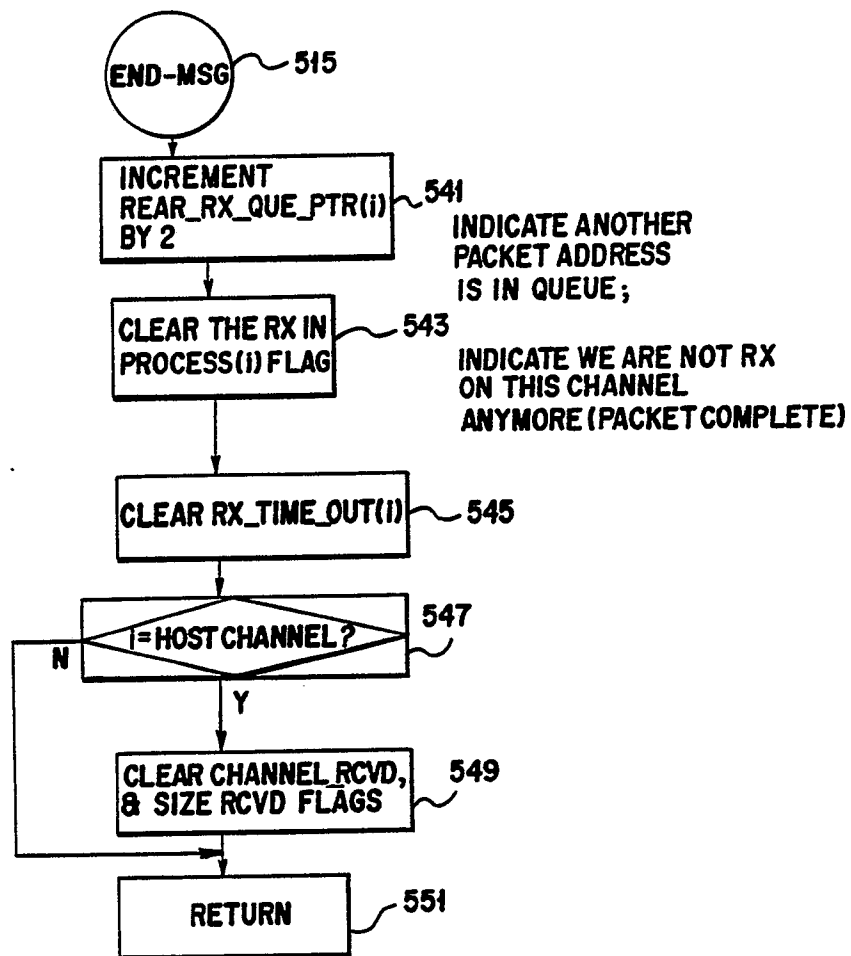 END-MSG
515
INCREMENT
REAR_RX_QUE_PTR(i)
BY 2
541
INDICATE ANOTHER
PACKET ADDRESS
IS IN QUEUE;
CLEAR THE RX IN
PROCESS(i) FLAG
543
INDICATE WE ARE NOT RX
ON THIS CHANNEL
ANYMORE (PACKET COMPLETE)
CLEAR RX_TIME_OUT(i)
545
i=HOST CHANNEL?
547
N
Y
CLEAR CHANNEL_RCVD,
& SIZE RCVD FLAGS
549
RETURN
551